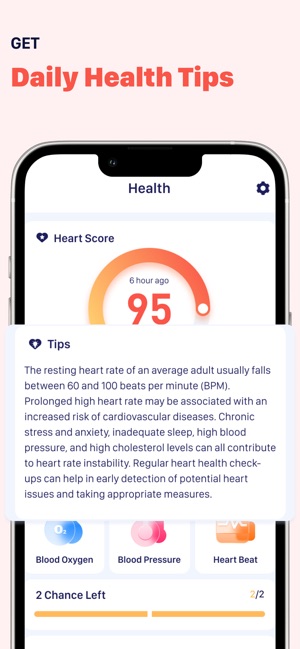 GET
Daily Health Tips
Health
Heart Score
6 hour ago
95
Tips
The resting heart rate of an average adult usually falls
between 60 and 100 beats per minute (BPM).
Prolonged high heart rate may be associated with an
increased risk of cardiovascular diseases. Chronic
stress and anxiety, inadequate sleep, high blood
pressure, and high cholesterol levels can all contribute
to heart rate instability. Regular heart health check-
ups can help in early detection of potential heart
issues and taking appropriate measures.
O₂
Blood Oxygen
Blood Pressure
Heart Beat
2 Chance Left
2/2